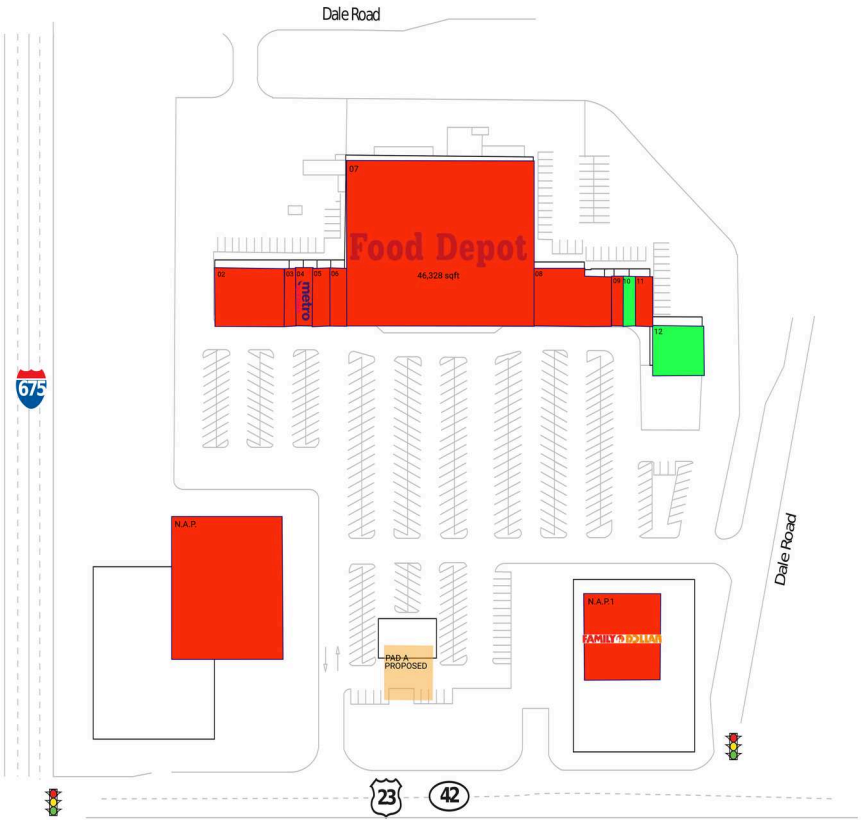 Dale Road
07
Food Depot
46,328 sqft
02
03
04
05
06
metro
08
09
10
11
12
675
N.A.P.
Dale Road
N.A.P.1
FAMILY DOLLAR
PAD A
PROPOSED
23
42